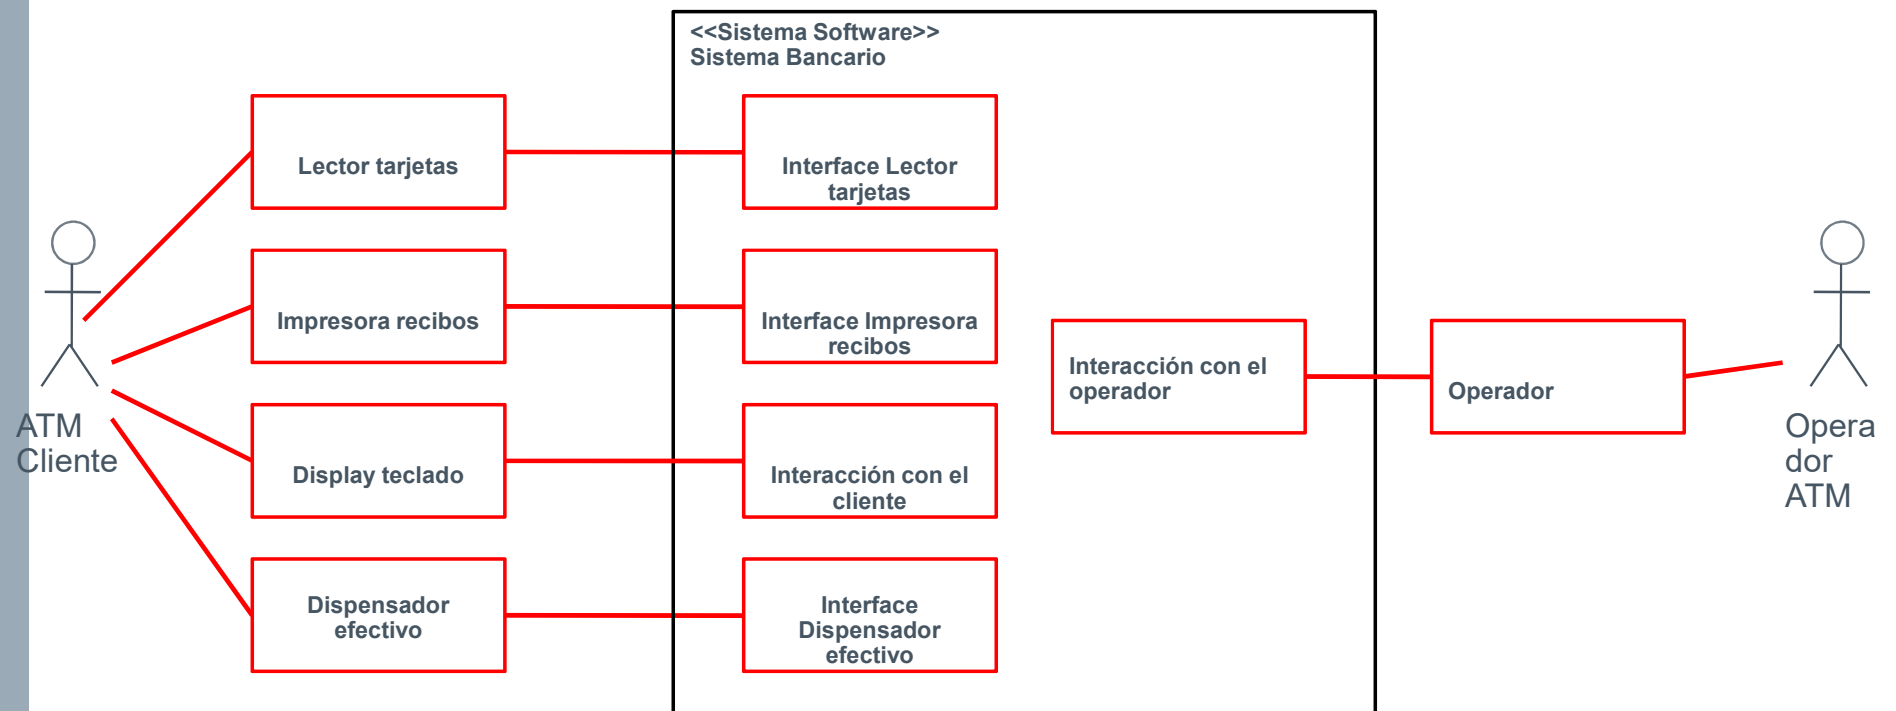 <<Sistema Software>>
Sistema Bancario
Lector tarjetas
Interface Lector
tarjetas
Impresora recibos
Interface Impresora
recibos
Interacción con el
operador
Operador
ATM
Cliente
Opera
dor
ATM
Display teclado
Interacción con el
cliente
Dispensador
efectivo
Interface
Dispensador
efectivo